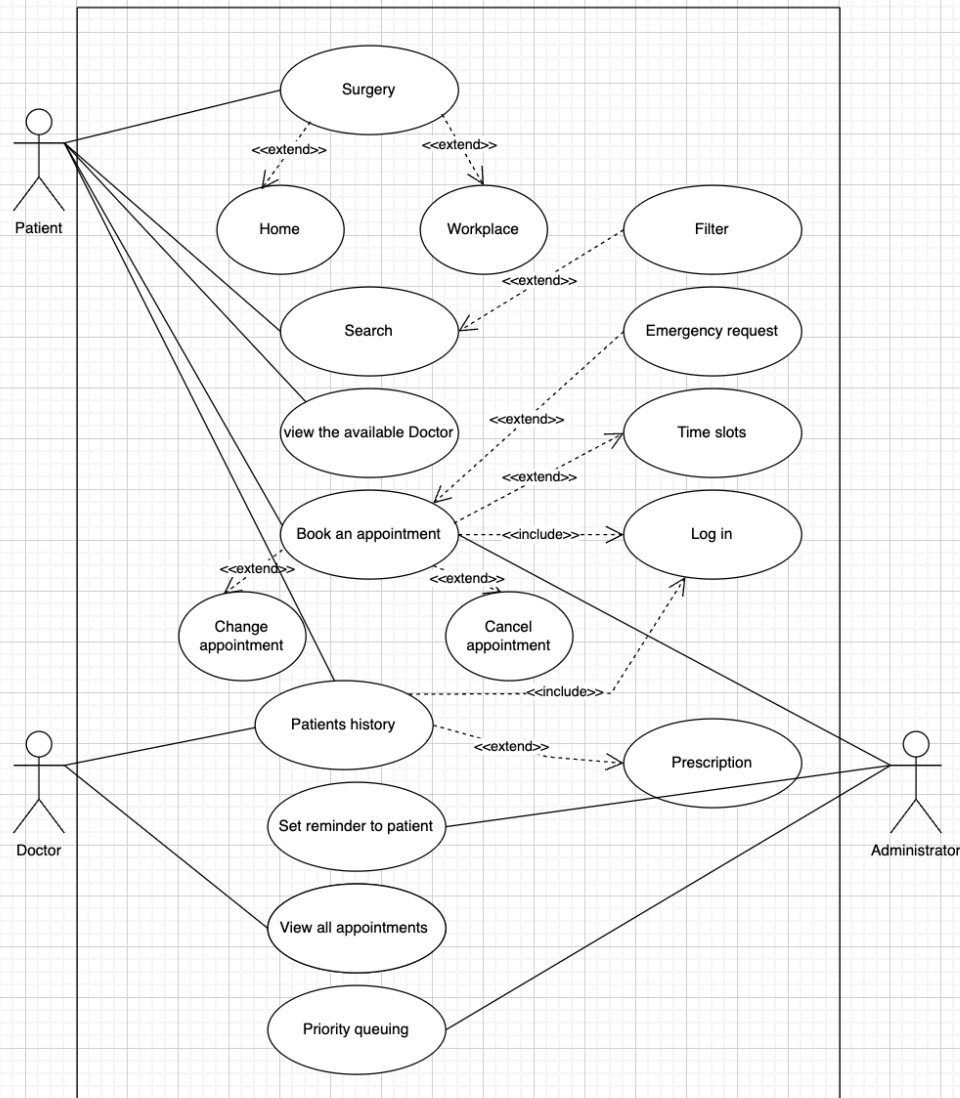 Surgery
<<extend>>
<<extend>>
Patient
Home
Workplace
Filter
<<extend>>
Search
Emergency request
<<extend>>
view the available Doctor
Time slots
<<extend>>
Book an appointment
<<include>>
Log in
<<extend>>
<<extend>>
Change
appointment
Cancel
appointment
<<include>>
Patients history
<<extend>>
Prescription
Set reminder to patient
Doctor
Administrator
View all appointments
Priority queuing